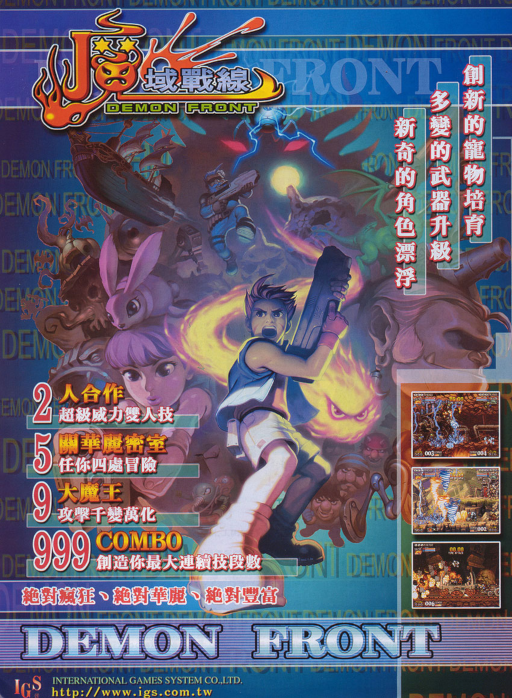 魔域戰線
DEMON FRONT
創新的寵物培育
多變的武器升級
新奇的角色漂浮
2人合作
超級威力雙人技
5關華麗密室
任你四處冒險
9大魔王
攻擊千變萬化
999 COMBO
創造你最大連續技段數
絕對瘋狂、絕對華麗、絕對豐富
DEMON FRONT
IGS
INTERNATIONAL GAMES SYSTEM CO.,LTD.
http://www.igs.com.tw